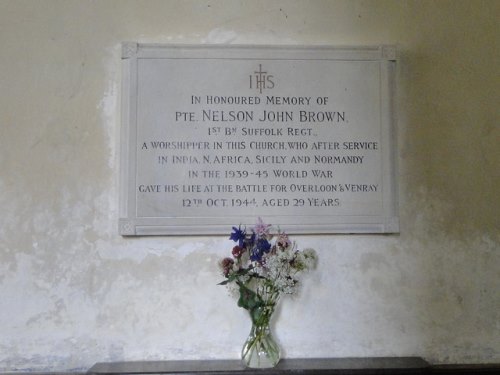 IHS
IN HONOURED MEMORY OF
PTE. NELSON JOHN BROWN,
1ST BN SUFFOLK REGT.,
A WORSHIPPER IN THIS CHURCH, WHO AFTER SERVICE
IN INDIA, N. AFRICA, SICILY AND NORMANDY
IN THE 1939-45 WORLD WAR
GAVE HIS LIFE AT THE BATTLE FOR OVERLOON & VENRAY
12TH OCT. 1944, AGED 29 YEARS.